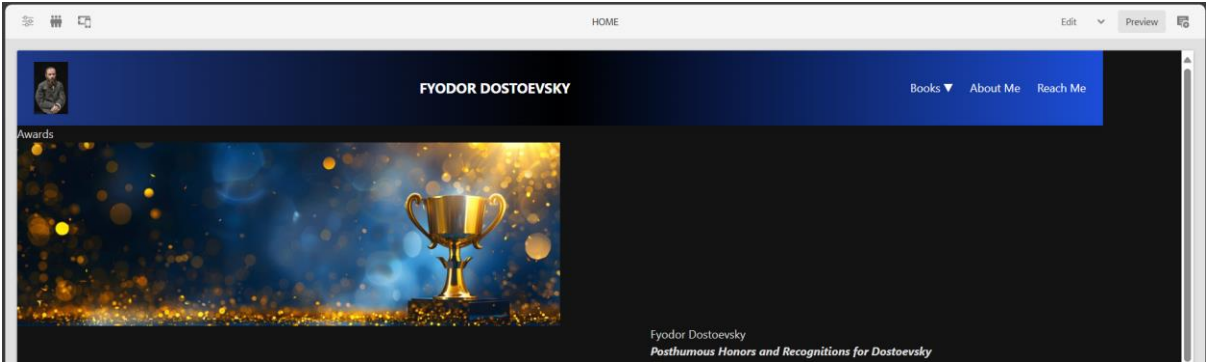 HOME
Edit
Preview
FYODOR DOSTOEVSKY
Books ▼ About Me Reach Me
Awards
Fyodor Dostoevsky
Posthumous Honors and Recognitions for Dostoevsky